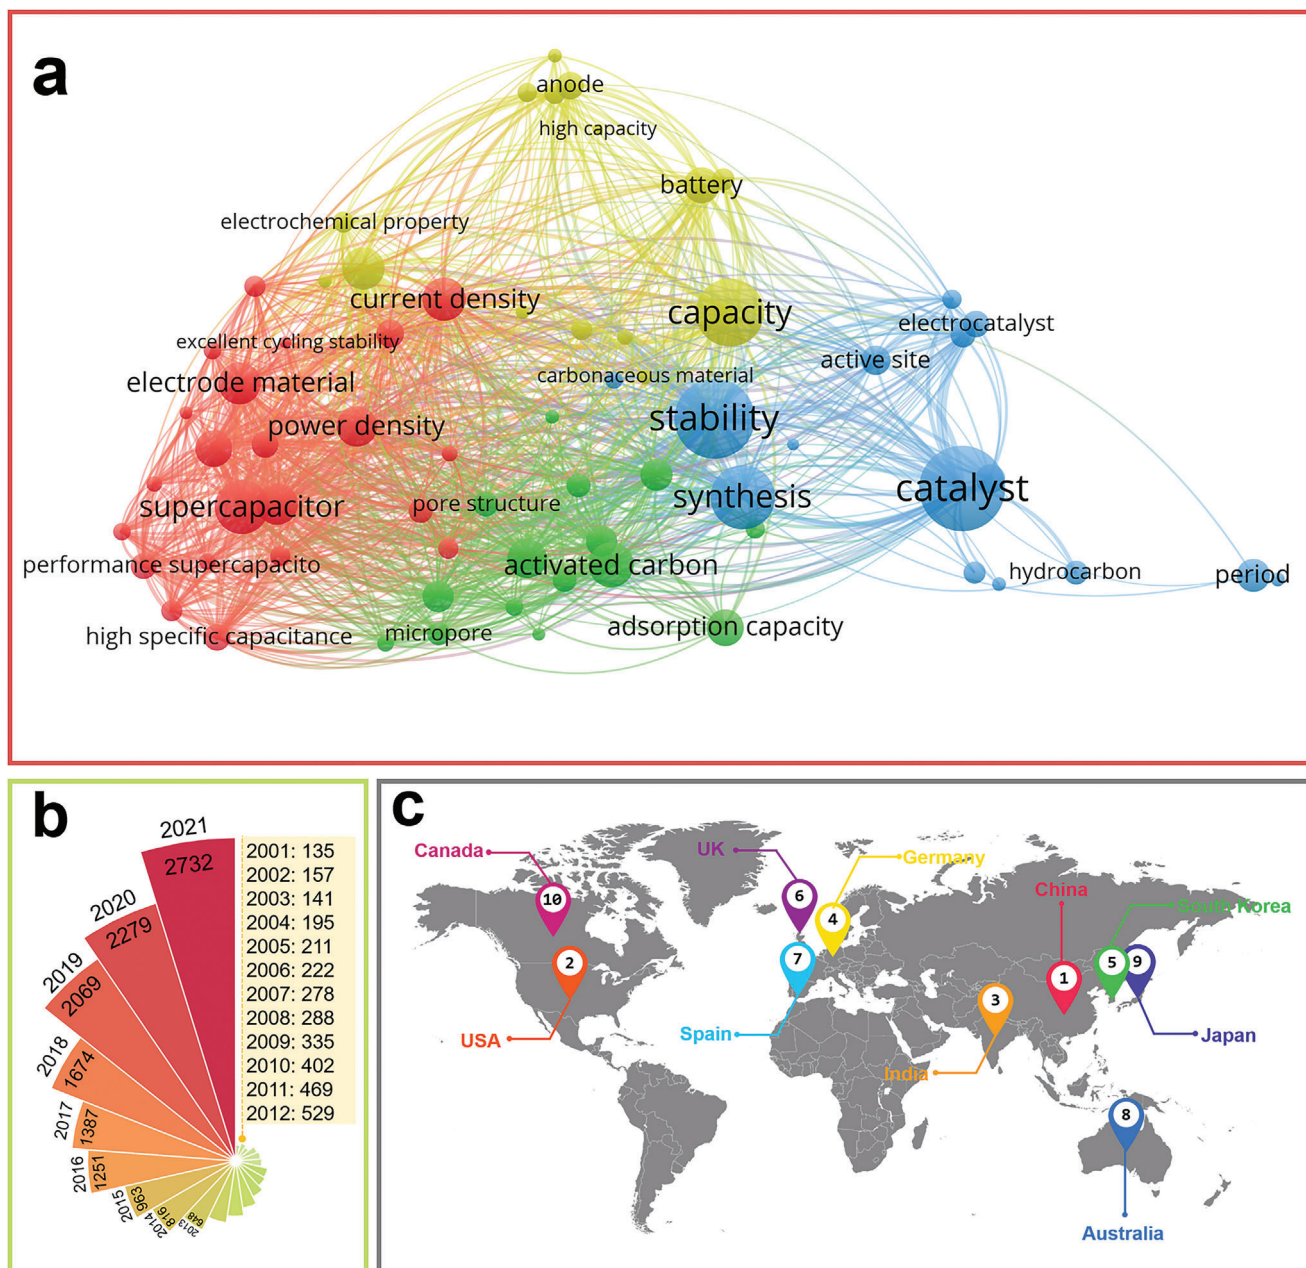 a
anode
high capacity
battery
electrochemical property
current density
capacity
electrocatalyst
excellent cycling stability
active site
carbonaceous material
electrode material
stability
power density
catalyst
synthesis
supercapacitor
pore structure
performance supercapacito
activated carbon
hydrocarbon
period
high specific capacitance
micropore
adsorption capacity
b
2021
2732
2020
2279
2019
2069
2018
1674
2017
1387
2016
1251
2015
963
2014
816
2013
648
2001: 135
2002: 157
2003: 141
2004: 195
2005: 211
2006: 222
2007: 278
2008: 288
2009: 335
2010: 402
2011: 469
2012: 529
c
Canada
10
UK
6
Germany
4
China
1
South Korea
5
9
Japan
USA
2
Spain
7
India
3
8
Australia